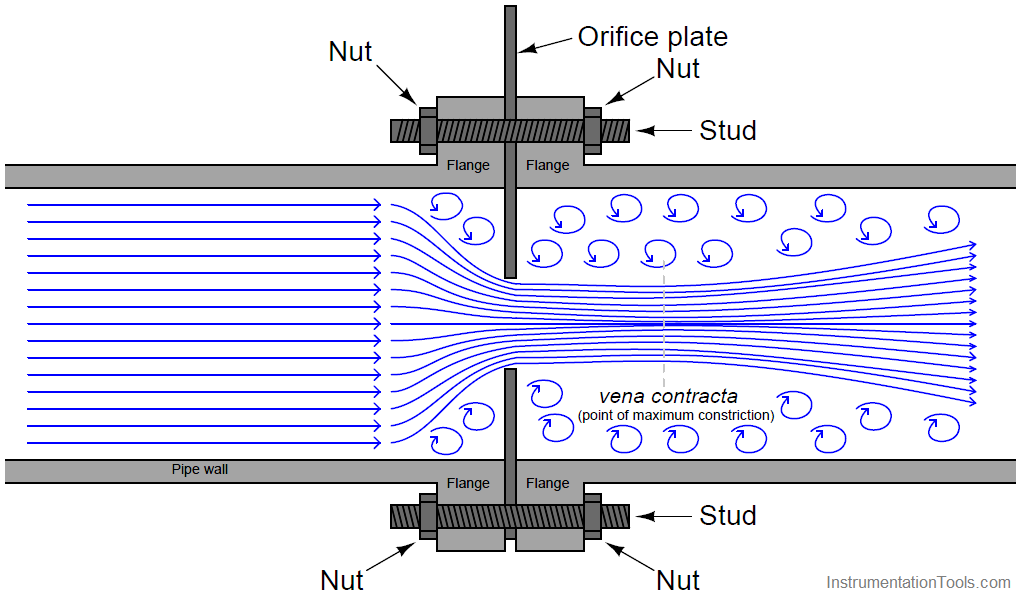 Orifice plate
Nut
Nut
Stud
Flange
Flange
vena contracta
(point of maximum constriction)
Pipe wall
Flange
Flange
Stud
Nut
Nut
InstrumentationTools.com